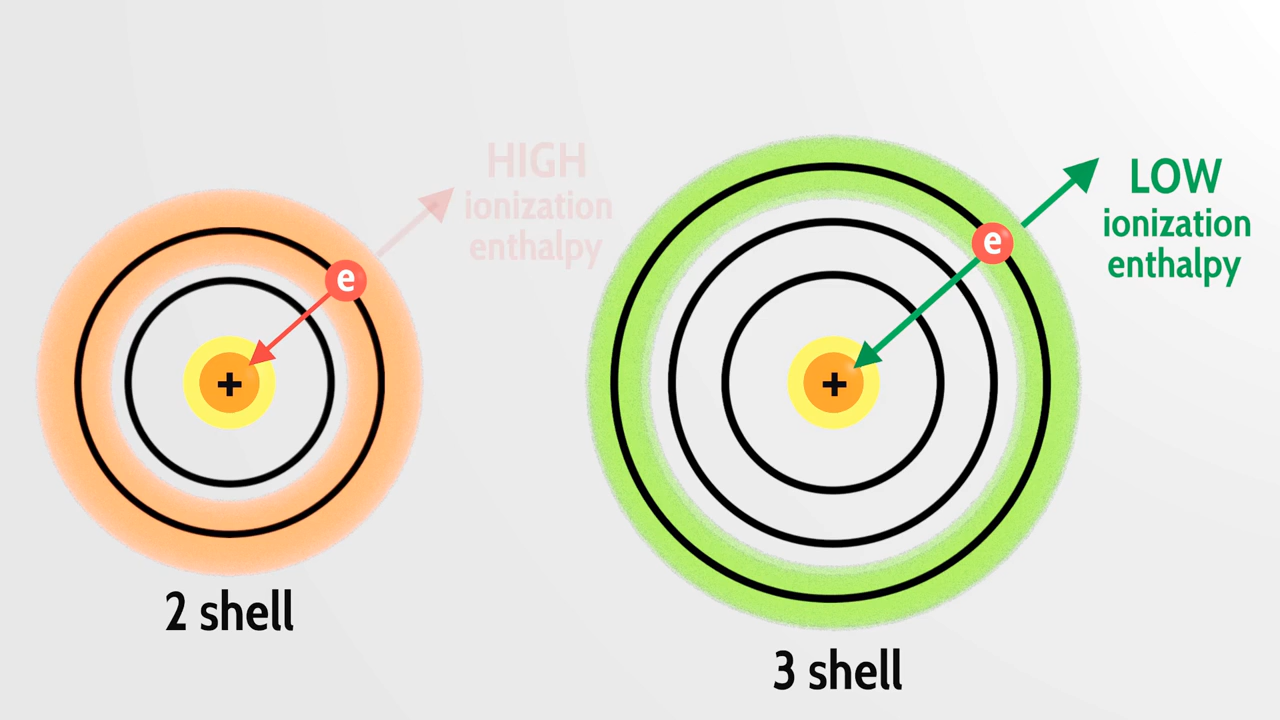 HIGH
ionization
enthalpy
e
+
2 shell
LOW
ionization
enthalpy
e
+
3 shell